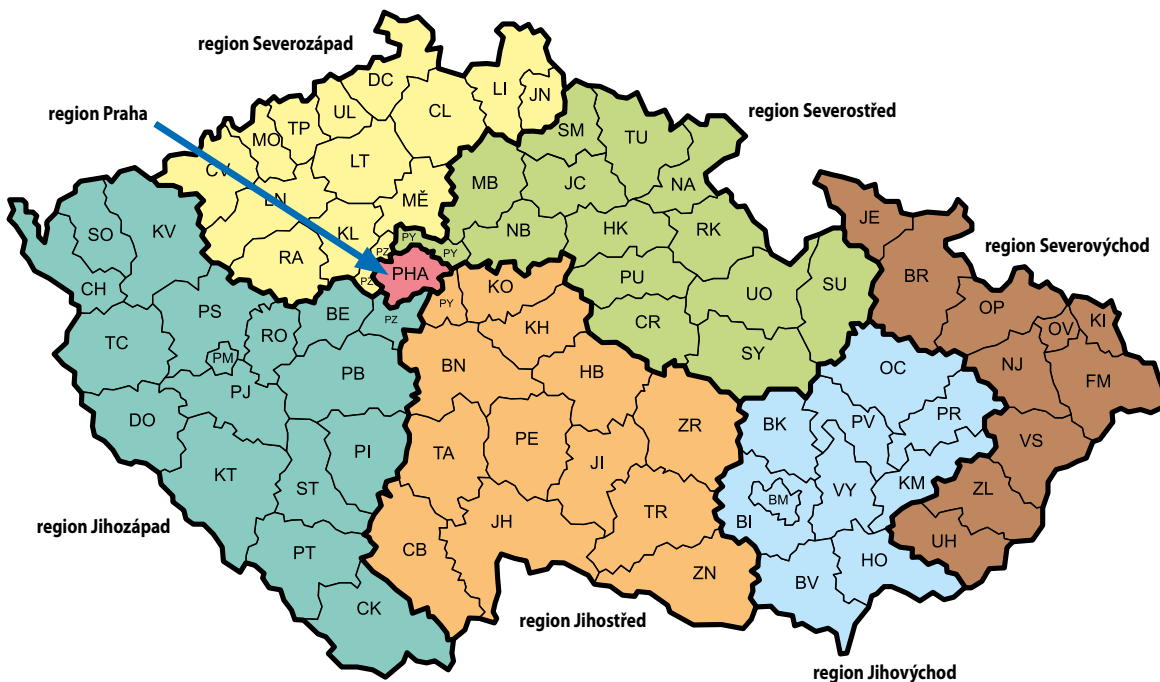 region Severozápad
DC
LI
JN
CL
UL
TP
MO
region Praha
region Severostřed
SM
TU
CV
LT
MB
JC
NA
LN
MĚ
JE
SO
KV
KL
PY
NB
HK
RK
region Severovýchod
RA
PZ
PY
PHA
BR
CH
PZ
KO
PU
UO
SU
PS
BE
PZ
PY
OP
KI
TC
RO
KH
CR
OV
PM
BN
SY
NJ
PB
HB
OC
FM
PJ
DO
BK
PV
PR
ZR
VS
TA
PE
KT
PI
JI
ST
BM
VY
KM
ZL
region Jihozápad
JH
TR
BI
UH
PT
CB
HO
ZN
BV
CK
region Jihostřed
region Jihovýchod